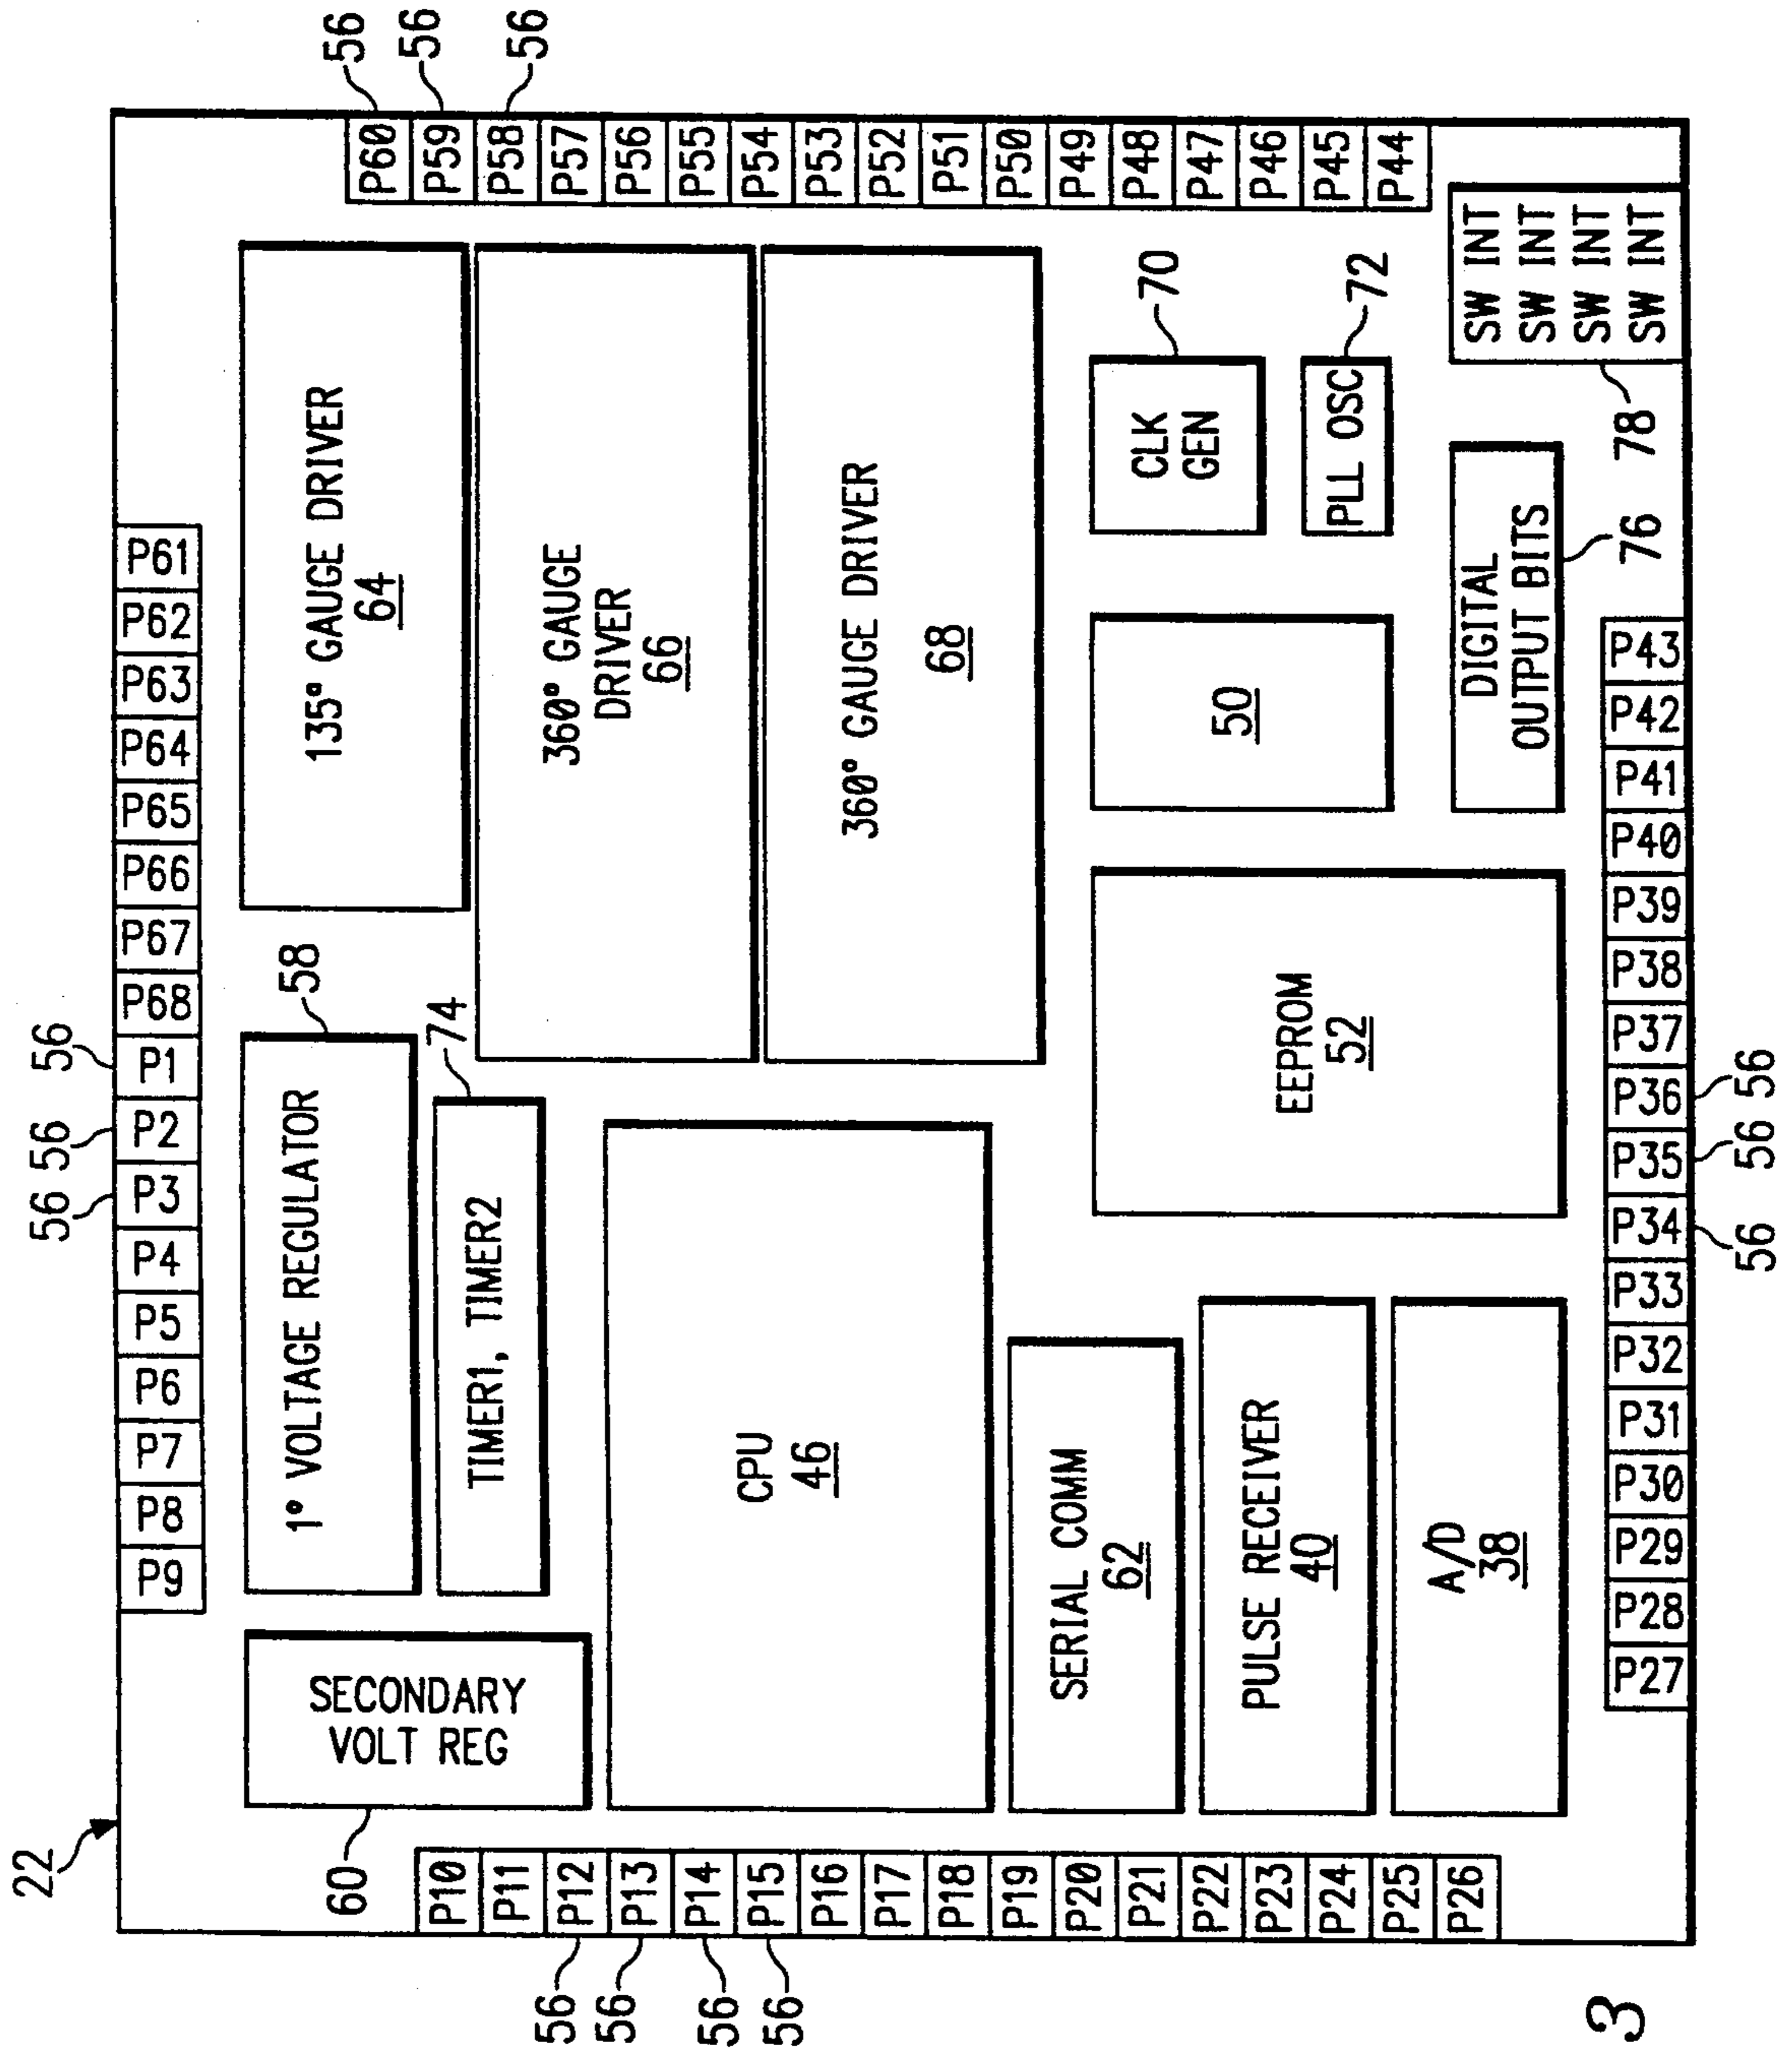 22
56
56
56
P9
P8
P7
P6
P5
P4
P3
P2
P1
P68
P67
P66
P65
P64
P63
P62
P61
60
SECONDARY
VOLT REG
1° VOLTAGE REGULATOR
58
TIMER1, TIMER2
74
135° GAUGE DRIVER
64
360° GAUGE
DRIVER
66
360° GAUGE DRIVER
68
56
56
56
P60
P59
P58
P57
P56
P55
P54
P53
P52
P51
P50
P49
P48
P47
P46
P45
P44
56
56
56
56
P10
P11
P12
P13
P14
P15
P16
P17
P18
P19
P20
P21
P22
P23
P24
P25
P26
CPU
46
SERIAL COMM
62
PULSE RECEIVER
40
A/D
38
EEPROM
52
50
CLK
GEN
70
PLL OSC
72
DIGITAL
OUTPUT BITS
76
SW INT
SW INT
SW INT
SW INT
78
P27
P28
P29
P30
P31
P32
P33
P34
P35
P36
P37
P38
P39
P40
P41
P42
P43
56
56
56
3